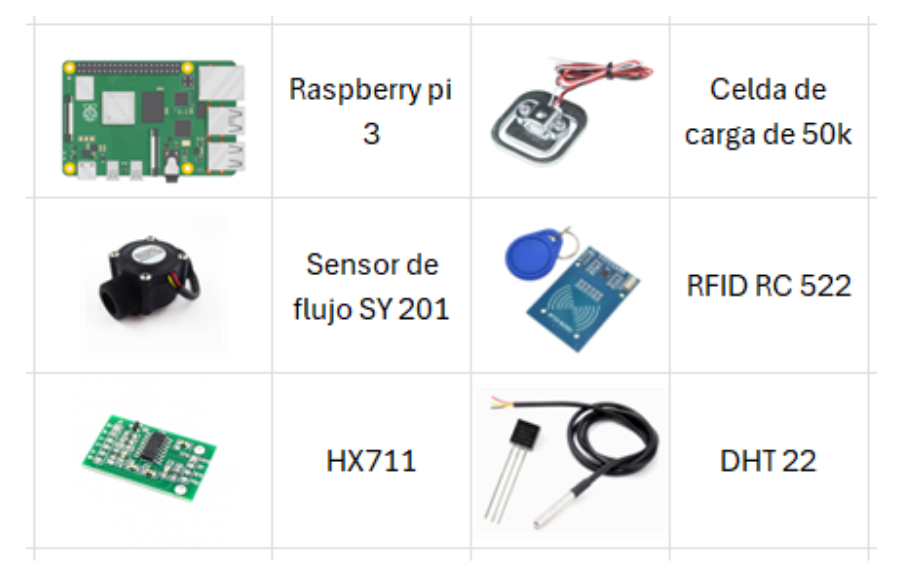 Raspberry pi
3
Celda de
carga de 50k
Sensor de
flujo SY 201
RFID RC 522
HX711
DHT 22